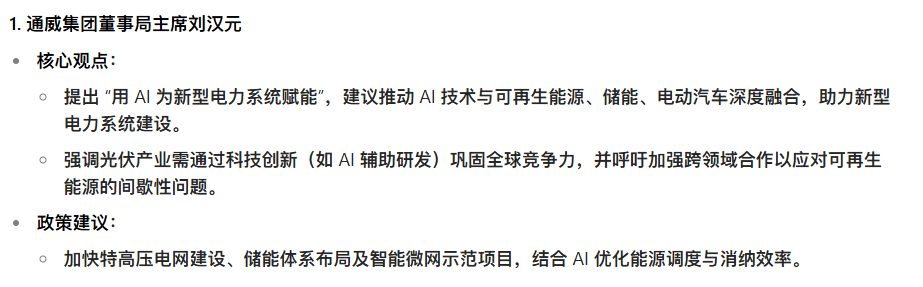 1. 通威集团董事局主席刘汉元
核心观点：
提出 “用 AI 为新型电力系统赋能”，建议推动 AI 技术与可再生能源、储能、电动汽车深度融合，助力新型
电力系统建设。
强调光伏产业需通过科技创新（如 AI 辅助研发）巩固全球竞争力，并呼吁加强跨领域合作以应对可再生
能源的间歇性问题。
政策建议：
加快特高压电网建设、储能体系布局及智能微网示范项目，结合 AI 优化能源调度与消纳效率。